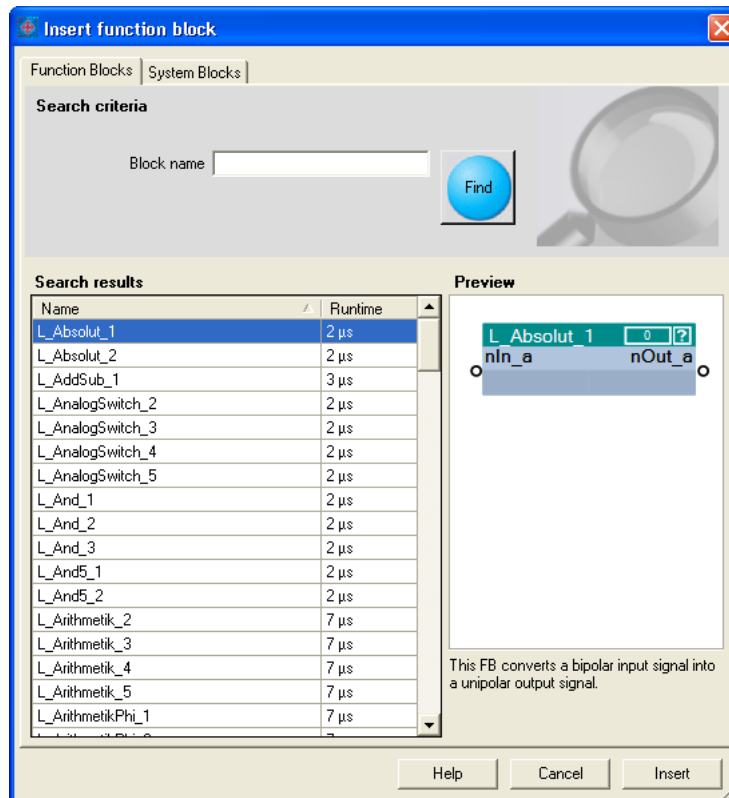 Insert function block
Function Blocks System Blocks
Search criteria
Block name
Find
Search results
Name Runtime
L_Absolut_1 2 µs
L_Absolut_2 2 µs
L_AddSub_1 3 µs
L_AnalogSwitch_2 2 µs
L_AnalogSwitch_3 2 µs
L_AnalogSwitch_4 2 µs
L_AnalogSwitch_5 2 µs
L_And_1 2 µs
L_And_2 2 µs
L_And_3 2 µs
L_And5_1 2 µs
L_And5_2 2 µs
L_Arithmetik_2 7 µs
L_Arithmetik_3 7 µs
L_Arithmetik_4 7 µs
L_Arithmetik_5 7 µs
L_ArithmetikPhi_1 7 µs
Preview
L_Absolut_1 0 ?
nIn_a nOut_a
This FB converts a bipolar input signal into
a unipolar output signal.
Help Cancel Insert